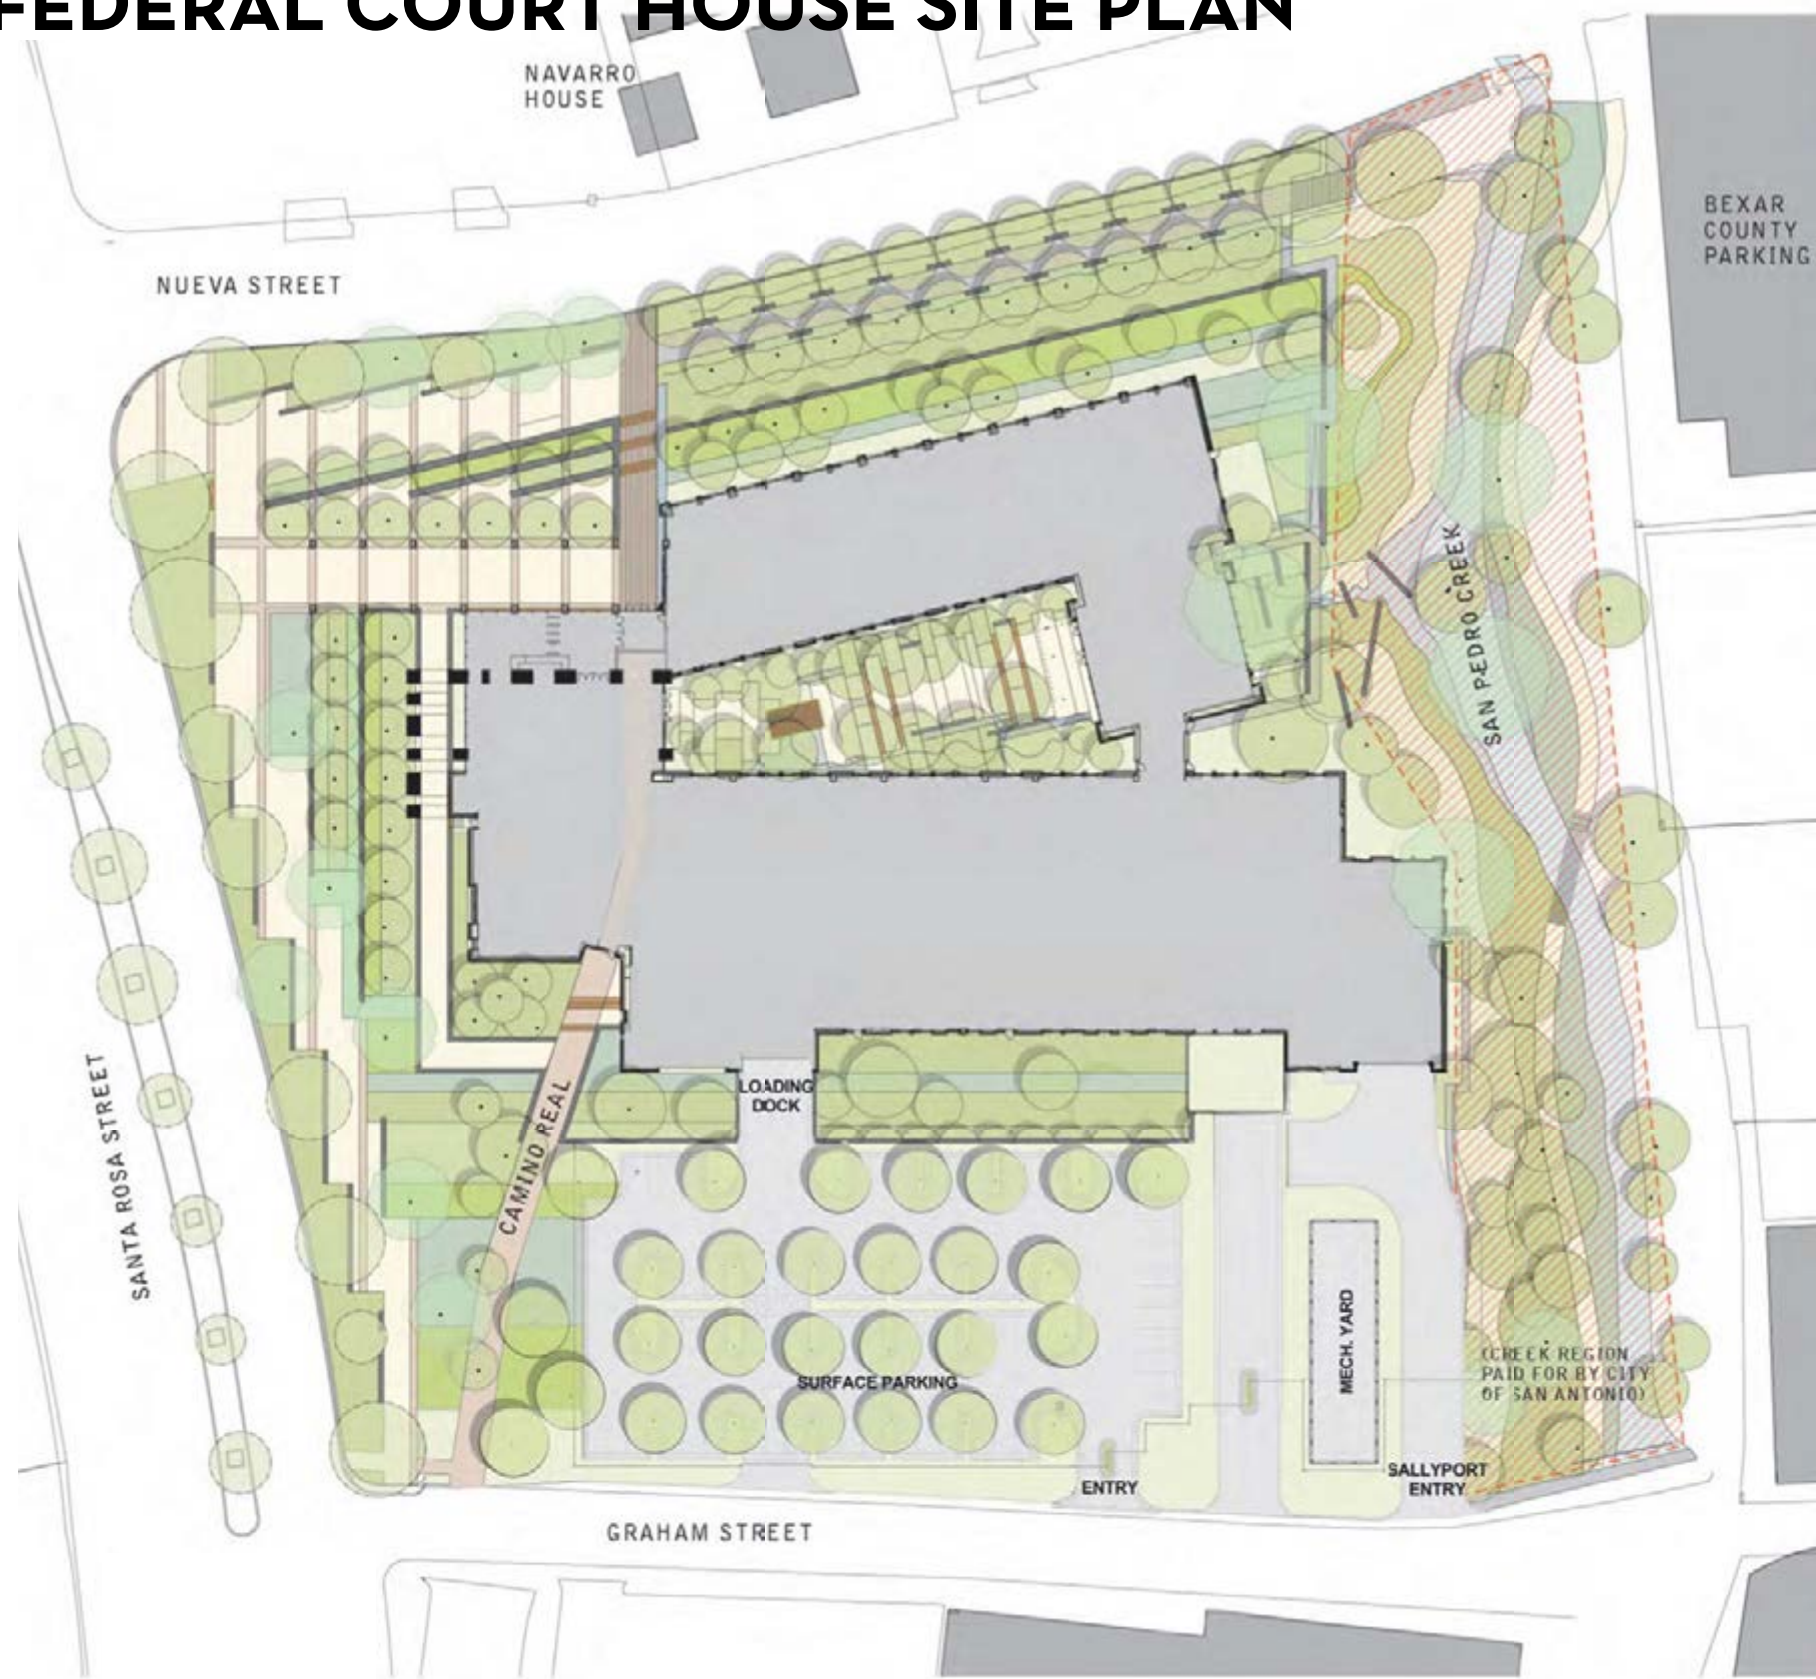 FEDERAL COURT HOUSE SITE PLAN
NAVARRO
HOUSE
BEXAR
COUNTY
PARKING
NUEVA STREET
SAN PEDRO CREEK
SANTA ROSA STREET
CAMINO REAL
LOADING
DOCK
MECH. YARD
(CREEK REGION
PAID FOR BY CITY
OF SAN ANTONIO)
SURFACE PARKING
SALLYPORT
ENTRY
ENTRY
GRAHAM STREET